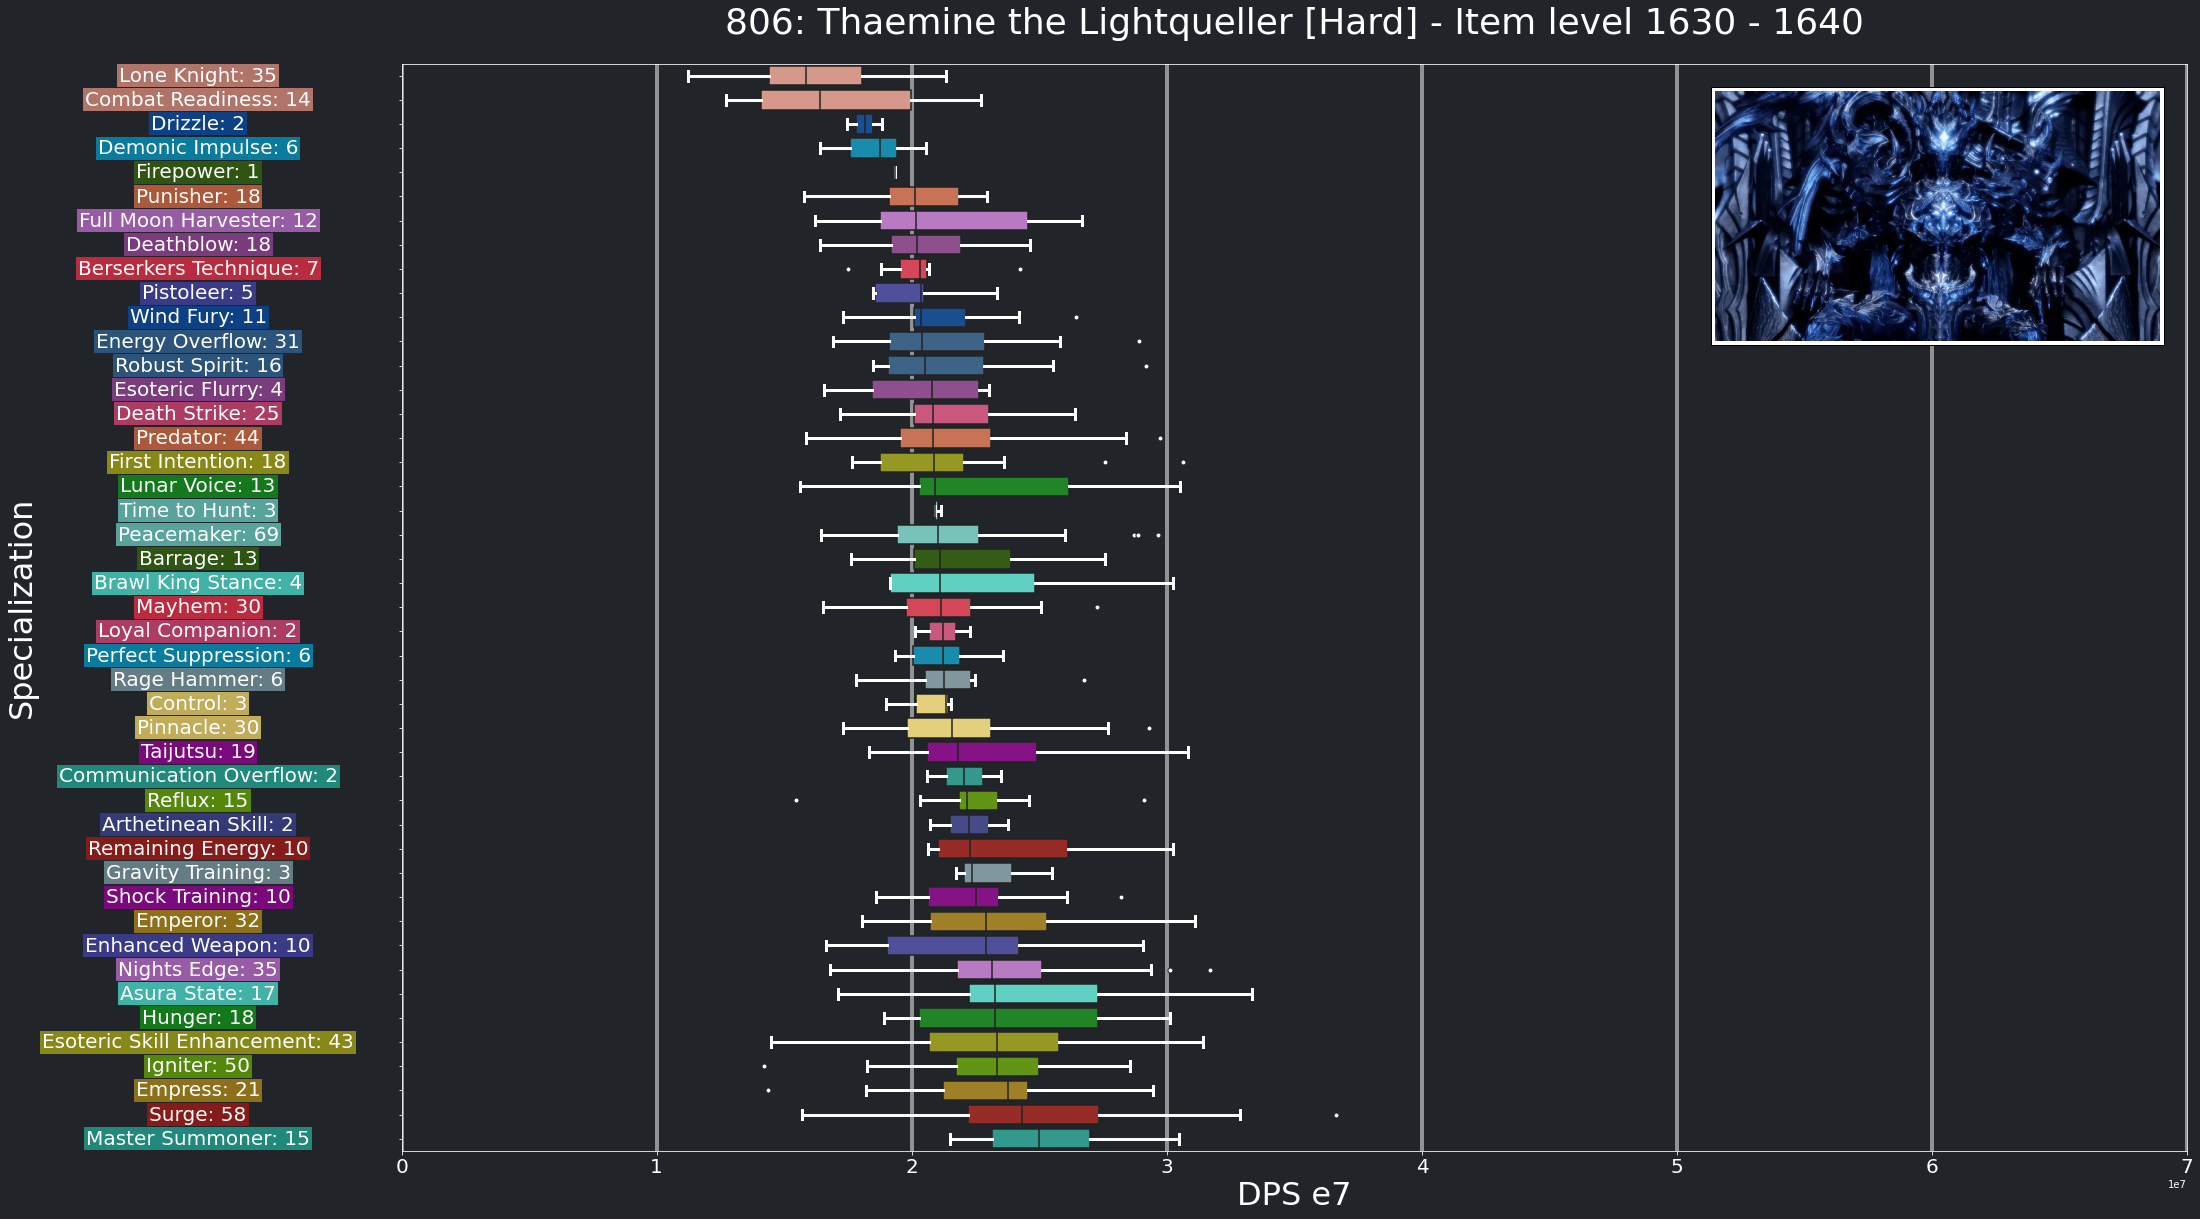 806: Thaemine the Lightqueller [Hard] - Item level 1630 - 1640
Lone Knight: 35
Combat Readiness: 14
Drizzle: 2
Demonic Impulse: 6
Firepower: 1
Punisher: 18
Full Moon Harvester: 12
Deathblow: 18
Berserkers Technique: 7
Pistoleer: 5
Wind Fury: 11
Energy Overflow: 31
Robust Spirit: 16
Esoteric Flurry: 4
Death Strike: 25
Predator: 44
First Intention: 18
Lunar Voice: 13
Time to Hunt: 3
Peacemaker: 69
Barrage: 13
Brawl King Stance: 4
Mayhem: 30
Loyal Companion: 2
Perfect Suppression: 6
Rage Hammer: 6
Control: 3
Pinnacle: 30
Taijutsu: 19
Communication Overflow: 2
Reflux: 15
Arthetinean Skill: 2
Remaining Energy: 10
Gravity Training: 3
Shock Training: 10
Emperor: 32
Enhanced Weapon: 10
Nights Edge: 35
Asura State: 17
Hunger: 18
Esoteric Skill Enhancement: 43
Igniter: 50
Empress: 21
Surge: 58
Master Summoner: 15
Specialization
0 1 2 3 4 5 6 7
1e7
DPS e7